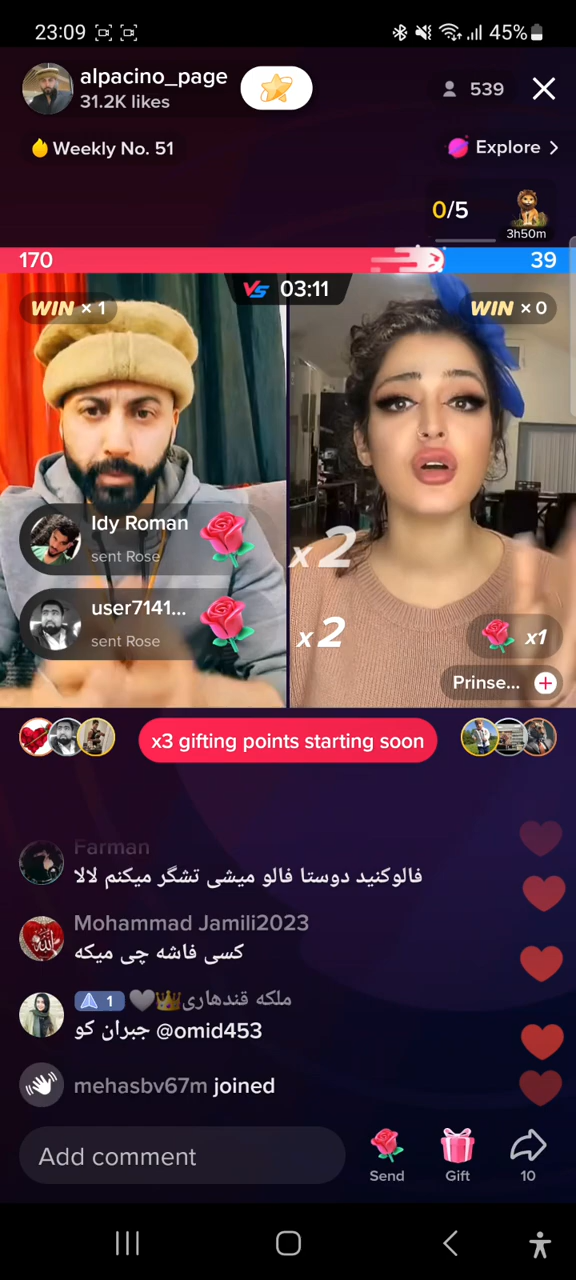 23:09
45%
alpacino_page
31.2K likes
539
Weekly No. 51
Explore >
0/5
3h50m
170
39
VS 03:11
WIN × 1
WIN × 0
Idy Roman
sent Rose
x2
user7141...
sent Rose
x2
x1
Prinse...
x3 gifting points starting soon
Farman
فالوکنید دوستا فالو میشی تشگر میکنم لالا
Mohammad Jamili2023
کسی فاشه چی میکه
1 ملکه قندهاری
@omid453 جبران کو
mehasbv67m joined
Add comment
Send
Gift
10